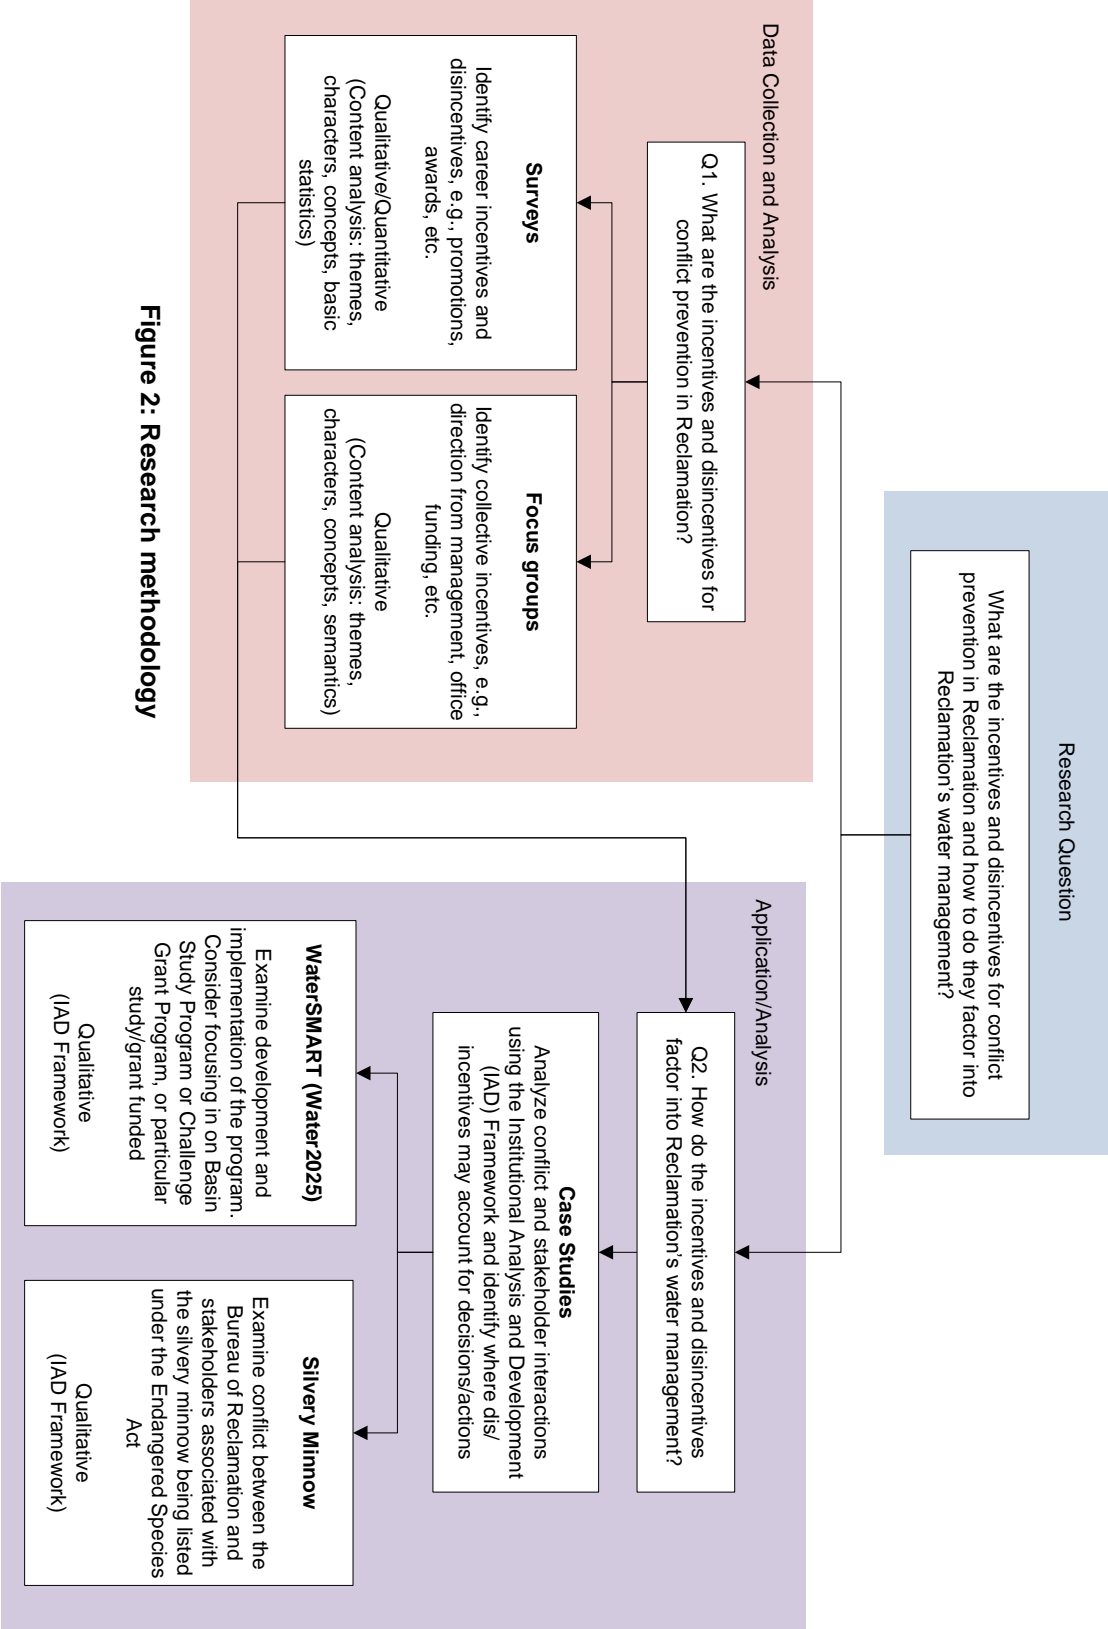 Research Question
What are the incentives and disincentives for conflict
prevention in Reclamation and how to do they factor into
Reclamation's water management?
Data Collection and Analysis
Q1. What are the incentives and disincentives for
conflict prevention in Reclamation?
Surveys
Identify career incentives and
disincentives, e.g., promotions,
awards, etc.
Qualitative/Quantitative
(Content analysis: themes,
characters, concepts, basic
statistics)
Focus groups
Identify collective incentives, e.g.,
direction from management, office
funding, etc.
Qualitative
(Content analysis: themes,
characters, concepts, semantics)
Application/Analysis
Q2. How do the incentives and disincentives
factor into Reclamation's water management?
Case Studies
Analyze conflict and stakeholder interactions
using the Institutional Analysis and Development
(IAD) Framework and identify where dis/
incentives may account for decisions/actions
WaterSMART (Water2025)
Examine development and
implementation of the program.
Consider focusing in on Basin
Study Program or Challenge
Grant Program, or particular
study/grant funded
Qualitative
(IAD Framework)
Silvery Minnow
Examine conflict between the
Bureau of Reclamation and
stakeholders associated with
the silvery minnow being listed
under the Endangered Species
Act
Qualitative
(IAD Framework)
Figure 2: Research methodology